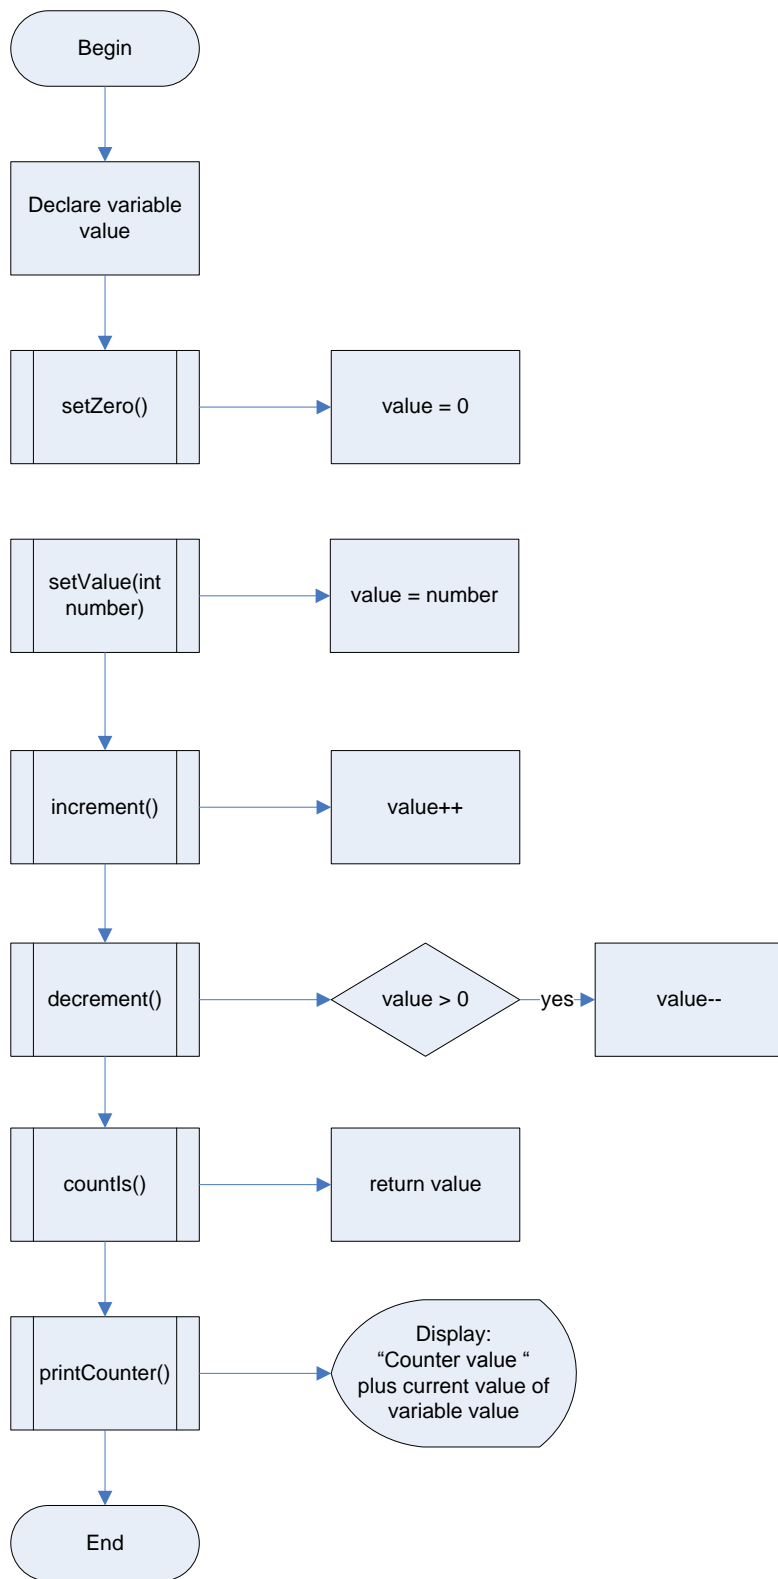 Begin
Declare variable
value
setZero()
value = 0
setValue(int
number)
value = number
increment()
value++
decrement()
value > 0
yes
value--
countIs()
return value
printCounter()
Display:
“Counter value “
plus current value of
variable value
End